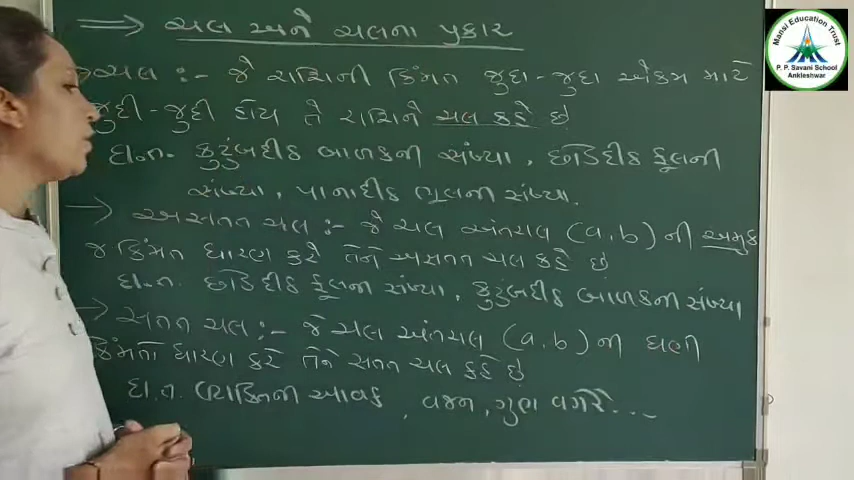 → ચલ અને ચલના પ્રકાર
→ ચલ :- જે રાશિની કિંમત જુદા-જુદા એકમ માટે
જુદી-જુદી હોય તે રાશિને ચલ કહે છે
દા.ત. કુટુંબદીઠ બાળકની સંખ્યા, છોડદીઠ ફૂલની
સંખ્યા, પાનાદીઠ ભૂલની સંખ્યા.
→ અસતત ચલ :- જે ચલ અંતરાલ (a,b) ની અમુક
જ કિંમત ધારણ કરે તેને અસતત ચલ કહે છે
દા.ત. છોડદીઠ ફૂલની સંખ્યા, કુટુંબદીઠ બાળકની સંખ્યા
→ સતત ચલ :- જે ચલ અંતરાલ (a,b) ની ઘણી
કિંમતો ધારણ કરે તેને સતત ચલ કહે છે
દા.ત. વ્યક્તિની આવક, વજન, ગુણ વગેરે...
Mansi Education Trust
P. P. Savani School
ANKLESHWAR